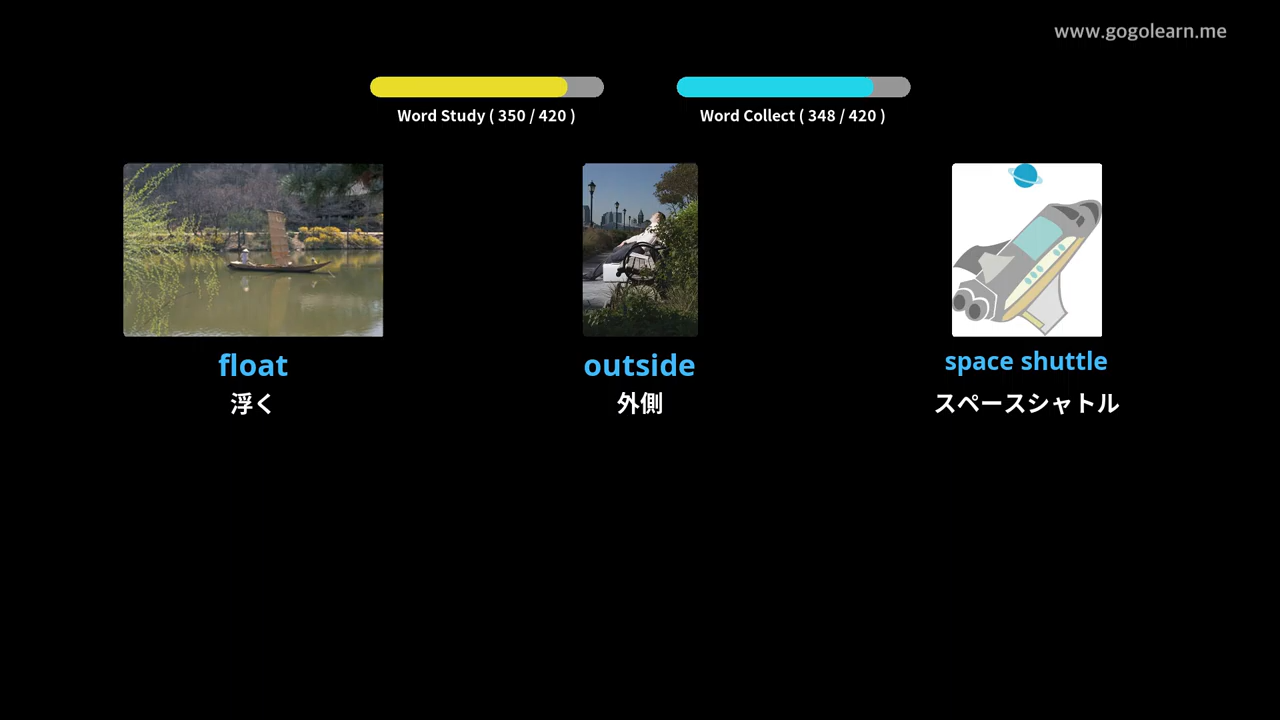 www.gogolearn.me
Word Study ( 350 / 420 )
Word Collect ( 348 / 420 )
float
outside
space shuttle
浮く
外側
スペースシャトル